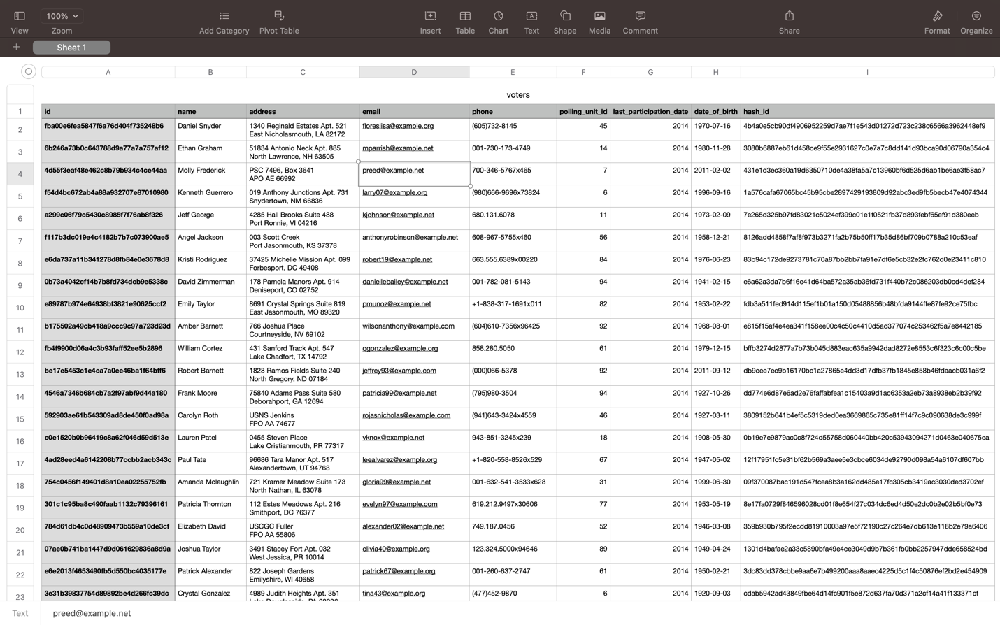 View
100%
Zoom
Add Category
Pivot Table
Insert
Table
Chart
Text
Shape
Media
Comment
Share
Format
Organize
+ Sheet 1
A B C D E F G H I
voters
1 id name address email phone polling_unit_id last_participation_date date_of_birth hash_id
2 fba00e6fea5847f6a76d404f735248b6 Daniel Snyder 1340 Reginald Estates Apt. 521 floreslisa@example.org (605)732-8145 45 2014 1970-07-16 4b4a0e5cb90df4906952259d7ae7f1e543d01272d723c238c6566a3962448ef9
East Nicholasmouth, LA 82172
3 6b246a73b0c643788d9a77a7a757af12 Ethan Graham 51834 Antonio Neck Apt. 885 mparrish@example.net 001-730-173-4749 14 2014 1980-11-28 3080b6887eb61d458ce9f55e2931627c0e7a7c8dd141d93bca90d06790a354c4
North Lawrence, NH 63505
4 4d55f3eaf48e462c8b79b934c4ce44aa Molly Frederick PSC 7496, Box 3641 preed@example.net 700-346-5767x465 7 2014 2011-02-02 431e1d3ec360a19d6350710de4a38fa5a7c13960bf6d525d6ab1be6ae3f58ac7
APO AE 66992
5 f54d4bc672ab4a88a932707e87010980 Kenneth Guerrero 019 Anthony Junctions Apt. 731 larry07@example.org (980)666-9696x73824 6 2014 1996-09-16 1a576cafa67065bc45b95cbe2897429193809d92abc3ed9fb5becb47e4074344
Snydertown, NM 66836
6 a299c06f79c5430c8985f7f76ab8f326 Jeff George 4285 Hall Brooks Suite 488 kjohnson@example.net 680.131.6078 11 2014 1973-02-09 7e265d325b97fd83021c5024ef399c01e1f0521fb37d893febf65ef91d380eeb
Port Ronnie, VI 04216
7 f117b3dc019e4c4182b7b7c073900ae5 Angel Jackson 003 Scott Creek anthonyrobinson@example.net 608-967-5755x460 56 2014 1958-12-21 8126add4858f7af8f973b3271fa2b75b50ff17b35d86bf709b0788a210c53eaf
Port Jasonmouth, KS 37378
8 e6da737a11b341278d8fb84e0e3678d8 Kristi Rodriguez 37425 Michelle Mission Apt. 099 robert19@example.net 663.555.6389x00220 84 2014 1976-06-23 83b94c172de9273781c70a87bb2bb7fa91e7df6e5cb32e2fc762d0e23411c810
Forbesport, DC 49408
9 0b73a4042cf14b7b8fd734dcb9e5338c David Zimmerman 178 Pamela Manors Apt. 914 daniellebailey@example.net 001-782-081-5143 94 2014 1941-02-15 e6a62a3da7b6f16e41d64ba572a35ab36fd731f440b72c086203db0cd4def284
Deniseport, CO 02752
10 e89787b974e64938bf3821e90625ccf2 Emily Taylor 8691 Crystal Springs Suite 819 pmunoz@example.net +1-838-317-1691x011 82 2014 1953-02-22 fdb3a511fed914d115ef1b01a150d05488856b48bfda9144ffe87fe92ce75fbc
East Jasonmouth, MO 89320
11 b175502a49cb418a9ccc9c97a723d23d Amber Barnett 766 Joshua Place wilsonanthony@example.com (604)610-7356x96425 92 2014 1968-08-01 e815f15af4e4ea341f158ee00c4c50c4410d5ad377074c253462f5a7e8442185
Courtneyside, NV 69102
12 fb4f9900d06a4c3b93faff52ee5b2896 William Cortez 431 Sanford Track Apt. 547 qgonzalez@example.org 858.280.5050 61 2014 1979-12-15 bffb3274d2877a7b73b045d883eac635a9942dad8272e8553c6f323c6c00c5be
Lake Chadfort, TX 14792
13 be17e5453c1e4ca7a0ee46ba1f64bff6 Robert Barnett 1828 Ramos Fields Suite 240 jeffrey93@example.com (000)066-5378 92 2014 2011-09-12 db9cee7ec9b16170bc1a27865e4dd3d17dfb37fb1845e858b46fdaacb031a6f2
North Gregory, ND 07184
14 4546a7346b684cb7a2f97abf9d44a180 Frank Moore 75840 Adams Pass Suite 580 patricia99@example.net (795)980-3504 94 2014 1927-10-26 dd774e6d87e6ad2e76faffabfea1c15403a9d1ac6353a2eb73a8938eb2b39f92
Deborahport, GA 12694
15 592903ae61b543309ad8de450f0ad98a Carolyn Roth USNS Jenkins rojasnicholas@example.com (941)643-3424x4559 46 2014 1927-03-11 3809152b641b4ef5c5319ded0ea3669865c735e81ff14f7c9c090638de3c999f
FPO AA 74677
16 c0e1520b0b96419c8a62f046d59d513e Lauren Patel 0455 Steven Place vknox@example.net 943-851-3245x239 18 2014 1908-05-30 0b19e7e9879ac0c8f724d55758d060440bb420c53943094271d0463e040675ea
Lake Cristianmouth, PR 77317
17 4ad28eed4a6142208b77ccbb2acb343c Paul Tate 96686 Tara Manor Apt. 517 leealvarez@example.org +1-820-558-8526x529 67 2014 1947-05-02 12f17951fc5e31bf62b569a3aee5e3cbce6034de92790d098a54a6107df607bb
Alexandertown, UT 94768
18 754c0456f149401d8a10ea02255752fb Amanda Mclaughlin 721 Kramer Meadow Suite 173 gloria99@example.net 001-632-541-3533x628 31 2014 1999-06-30 09f370087bac191d547fcea8b3a162dd485e17fc305cb3419ac3030ded3702ef
North Nathan, IL 63078
19 301c1c95ba8c490faab1132c79396161 Patricia Thornton 112 Estes Meadows Apt. 216 evelyn97@example.com 619.212.9497x30606 77 2014 1953-05-19 8e17fa0729f846596028cd01f8e654f27c034dc6ed4d50e2dc0b2e02b5bf0e73
Smithport, DC 76377
20 784d61db4c0d48909473b559a10de3cf Elizabeth David USCGC Fuller alexander02@example.net 749.187.0456 52 2014 1946-03-08 359b930b795f2ecdd81910003a97e5f72190c27c264e7db613e118b2e79a6406
FPO AA 55806
21 07ae0b741ba1447d9d061629836a8d9a Joshua Taylor 3491 Stacey Fort Apt. 032 olivia40@example.org 123.324.5000x94646 89 2014 1949-04-24 1301d4bafae2a33c5890bfa49e4ce3049d9b7b361fb0bb2257947dde658524bd
West Jessica, PR 10014
22 e6e2013f4653490fb5d550bc4035177e Patrick Alexander 822 Joseph Gardens patrick67@example.org 001-260-637-2747 61 2014 1950-02-21 3dc83dd378cbbe9aa6e7b499200aaa8aaec4225d5c1f4c50876ef2bd2e454909
Emilyshire, WI 40658
23 3e31b39837754d89892be4d266fc39dc Crystal Gonzalez 4989 Judith Heights Apt. 351 tina43@example.org (477)452-9870 6 2014 1920-09-03 cdab5942ad43849fbe64d14fc901f5e872d637fa70d371a2cf14a41f133371cf
Text preed@example.net